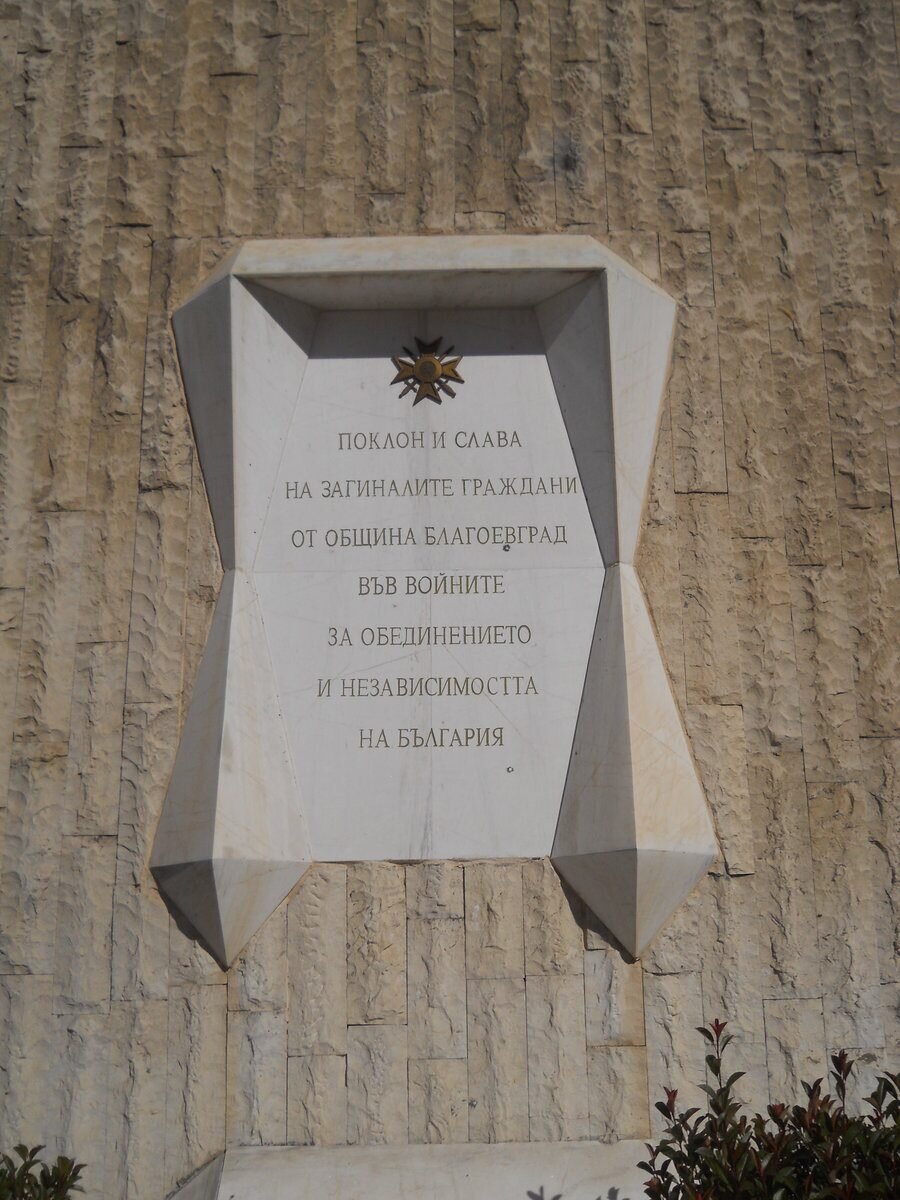 ПОКЛОН И СЛАВА
НА ЗАГИНАЛИТЕ ГРАЖДАНИ
ОТ ОБЩИНА БЛАГОЕВГРАД
ВЪВ ВОЙНИТЕ
ЗА ОБЕДИНЕНИЕТО
И НЕЗАВИСИМОСТТА
НА БЪЛГАРИЯ